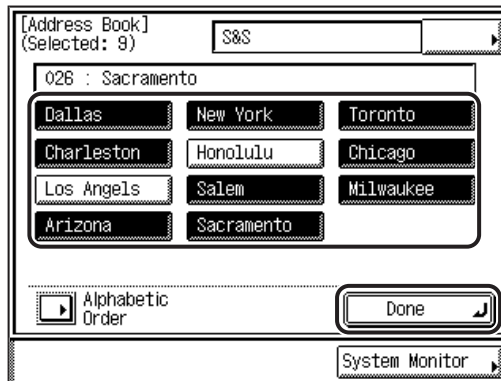 [Address Book]
(Selected: 9)
S&S
026 : Sacramento
Dallas New York Toronto
Charleston Honolulu Chicago
Los Angels Salem Milwaukee
Arizona Sacramento
Alphabetic
Order
Done
System Monitor